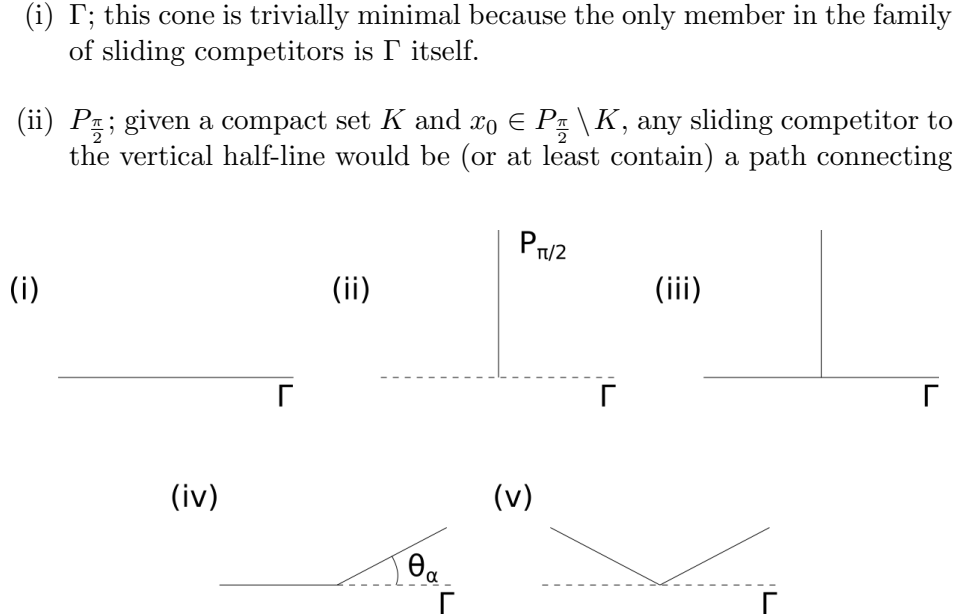 (i) Γ; this cone is trivially minimal because the only member in the family
of sliding competitors is Γ itself.
(ii) P_{\frac{π}{2}}; given a compact set K and x_0 ∈ P_{\frac{π}{2}} \ K, any sliding competitor to
the vertical half-line would be (or at least contain) a path connecting
(i) Γ
(ii) P_{π/2} Γ
(iii) Γ
(iv) θ_α Γ
(v) Γ